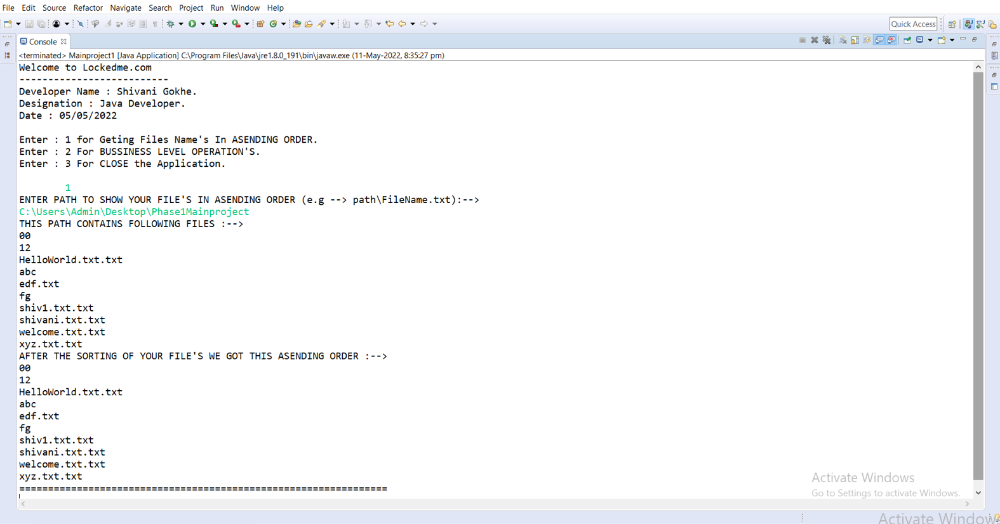 File Edit Source Refactor Navigate Search Project Run Window Help
Quick Access
Console
<terminated> Mainproject1 [Java Application] C:\Program Files\Java\jre1.8.0_191\bin\javaw.exe (11-May-2022, 8:35:27 pm)
Welcome to Lockedme.com
--------------------------
Developer Name : Shivani Gokhe.
Designation : Java Developer.
Date : 05/05/2022
Enter : 1 for Geting Files Name's In ASENDING ORDER.
Enter : 2 For BUSSINESS LEVEL OPERATION'S.
Enter : 3 For CLOSE the Application.
1
ENTER PATH TO SHOW YOUR FILE'S IN ASENDING ORDER (e.g --> path\FileName.txt):-->
C:\Users\Admin\Desktop\Phase1Mainproject
THIS PATH CONTAINS FOLLOWING FILES :-->
00
12
HelloWorld.txt.txt
abc
edf.txt
fg
shiv1.txt.txt
shivani.txt.txt
welcome.txt.txt
xyz.txt.txt
AFTER THE SORTING OF YOUR FILE'S WE GOT THIS ASENDING ORDER :-->
00
12
HelloWorld.txt.txt
abc
edf.txt
fg
shiv1.txt.txt
shivani.txt.txt
welcome.txt.txt
xyz.txt.txt
================================================================
Activate Windows
Go to Settings to activate Windows.
Activate Window